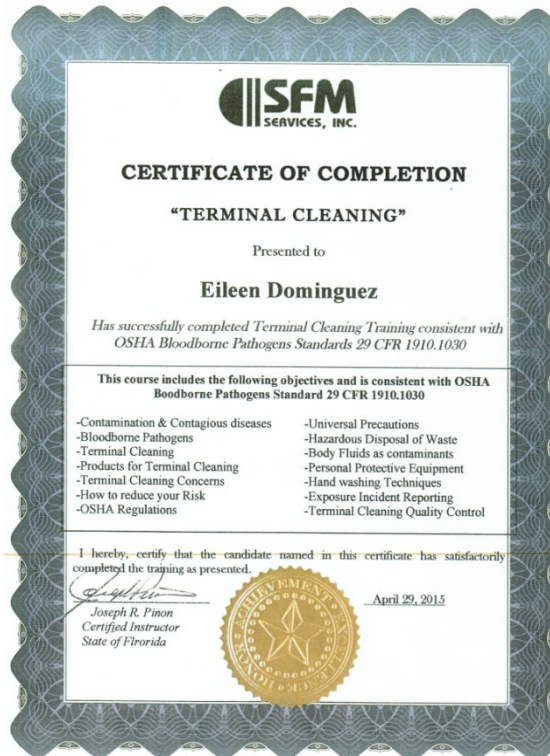 SFM
SERVICES, INC.
CERTIFICATE OF COMPLETION
“TERMINAL CLEANING”
Presented to
Eileen Dominguez
Has successfully completed Terminal Cleaning Training consistent with
OSHA Bloodborne Pathogens Standards 29 CFR 1910.1030
This course includes the following objectives and is consistent with OSHA
Boodborne Pathogens Standard 29 CFR 1910.1030
-Contamination & Contagious diseases
-Bloodborne Pathogens
-Terminal Cleaning
-Products for Terminal Cleaning
-Terminal Cleaning Concerns
-How to reduce your Risk
-OSHA Regulations
-Universal Precautions
-Hazardous Disposal of Waste
-Body Fluids as contaminants
-Personal Protective Equipment
-Hand washing Techniques
-Exposure Incident Reporting
-Terminal Cleaning Quality Control
I hereby, certify that the candidate named in this certificate has satisfactorily
completed the training as presented.
Joseph R. Pinon
Certified Instructor
State of Flrorida
ACHIEVEMENT EXCELLENCE HONOR
April 29, 2015